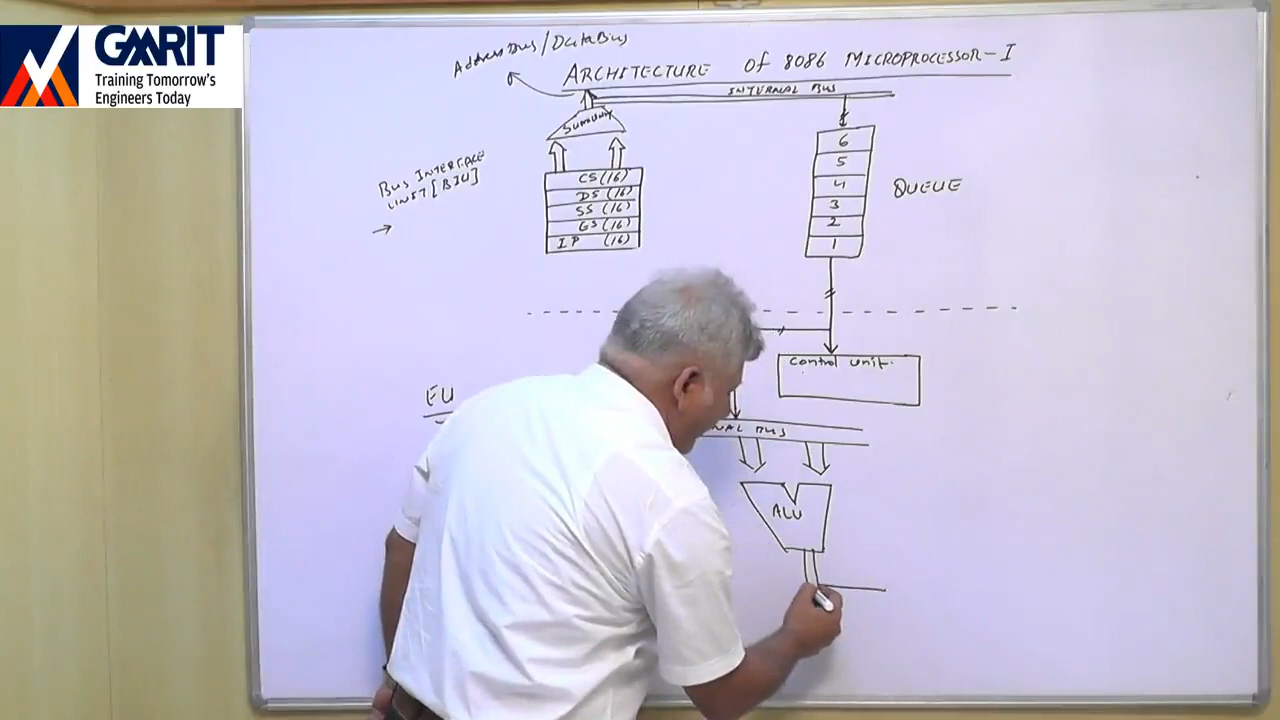 GMRIT
Training Tomorrow's
Engineers Today
Address Bus/Data Bus
ARCHITECTURE of 8086 MICROPROCESSOR-I
INTERNAL BUS
BUS INTERFACE
UNIT [BIU]
CS(16)
DS(16)
SS(16)
ES(16)
IP (16)
6
5
4
3
2
1
QUEUE
control unit.
EU
NAL BUS
ALU